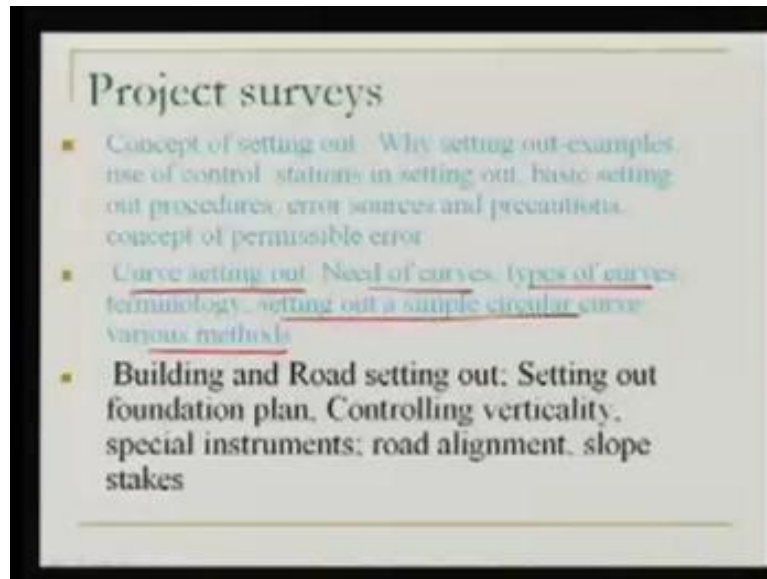 Project surveys
Concept of setting out Why setting out-examples,
use of control stations in setting out, basic setting
out procedures, error sources and precautions,
concept of permissible error
Curve setting out: Need of curves, types of curves,
terminology, setting out a simple circular curve
various methods
Building and Road setting out: Setting out
foundation plan, Controlling verticality,
special instruments; road alignment, slope
stakes